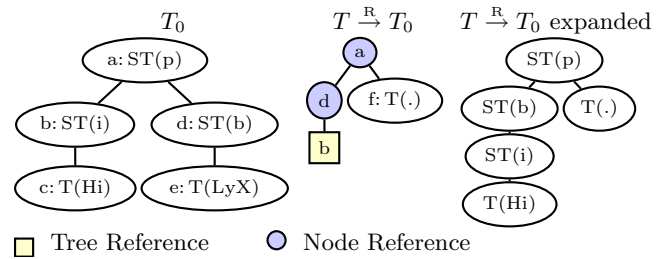 T₀
T →ᴿ T₀
T →ᴿ T₀ expanded
a: ST(p)
b: ST(i)
d: ST(b)
c: T(Hi)
e: T(LyX)
a
d
f: T(.)
b
ST(p)
ST(b)
T(.)
ST(i)
T(Hi)
Tree Reference
Node Reference